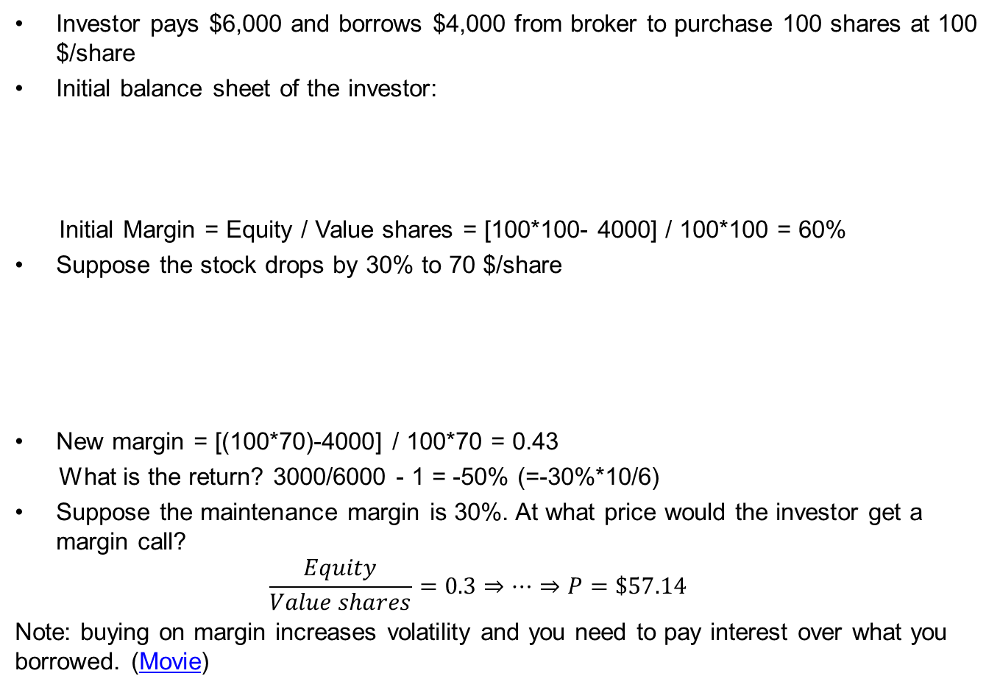 • Investor pays $6,000 and borrows $4,000 from broker to purchase 100 shares at 100
$/share
• Initial balance sheet of the investor:
Initial Margin = Equity / Value shares = [100*100- 4000] / 100*100 = 60%
• Suppose the stock drops by 30% to 70 $/share
• New margin = [(100*70)-4000] / 100*70 = 0.43
What is the return? 3000/6000 - 1 = -50% (=-30%*10/6)
• Suppose the maintenance margin is 30%. At what price would the investor get a
margin call?
Equity
Value shares = 0.3 ⇒ ⋯ ⇒ P = $57.14
Note: buying on margin increases volatility and you need to pay interest over what you
borrowed. (Movie)